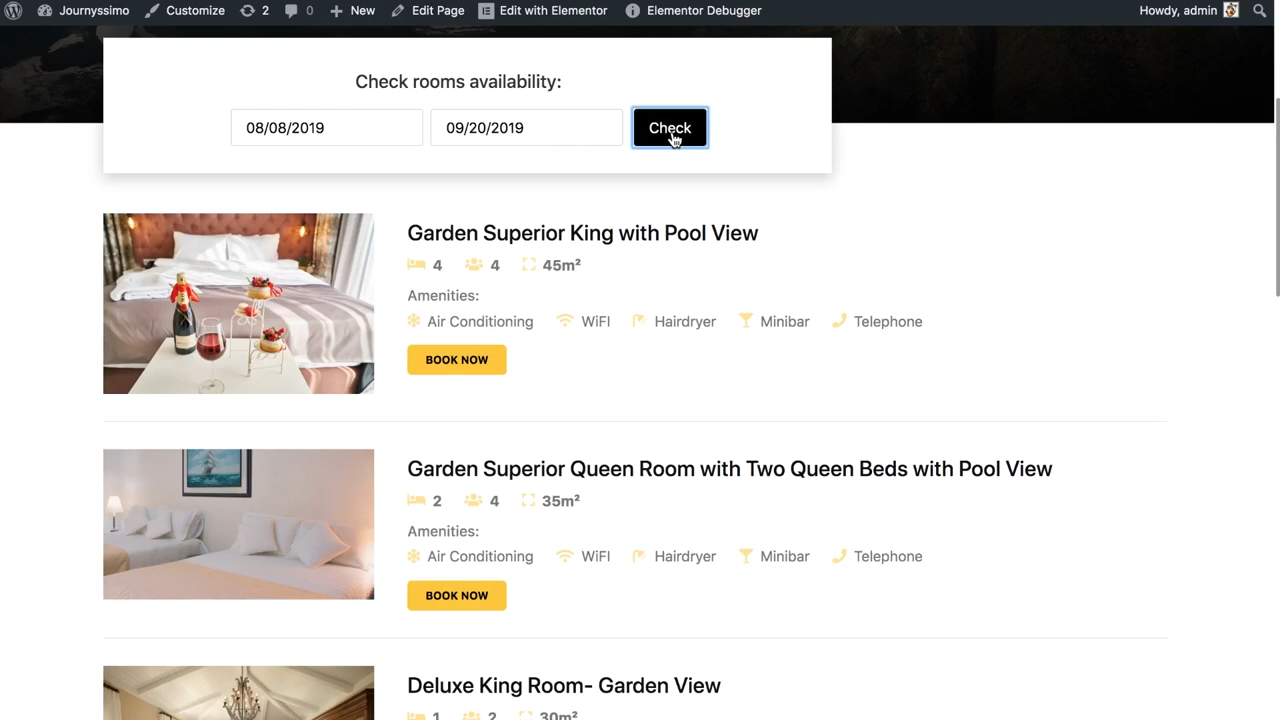 Journyssimo Customize 2 0 New Edit Page Edit with Elementor Elementor Debugger Howdy, admin
Check rooms availability:
08/08/2019 09/20/2019 Check
Garden Superior King with Pool View
4 4 45m²
Amenities:
Air Conditioning WiFI Hairdryer Minibar Telephone
BOOK NOW
Garden Superior Queen Room with Two Queen Beds with Pool View
2 4 35m²
Amenities:
Air Conditioning WiFI Hairdryer Minibar Telephone
BOOK NOW
Deluxe King Room- Garden View
1 2 30m²